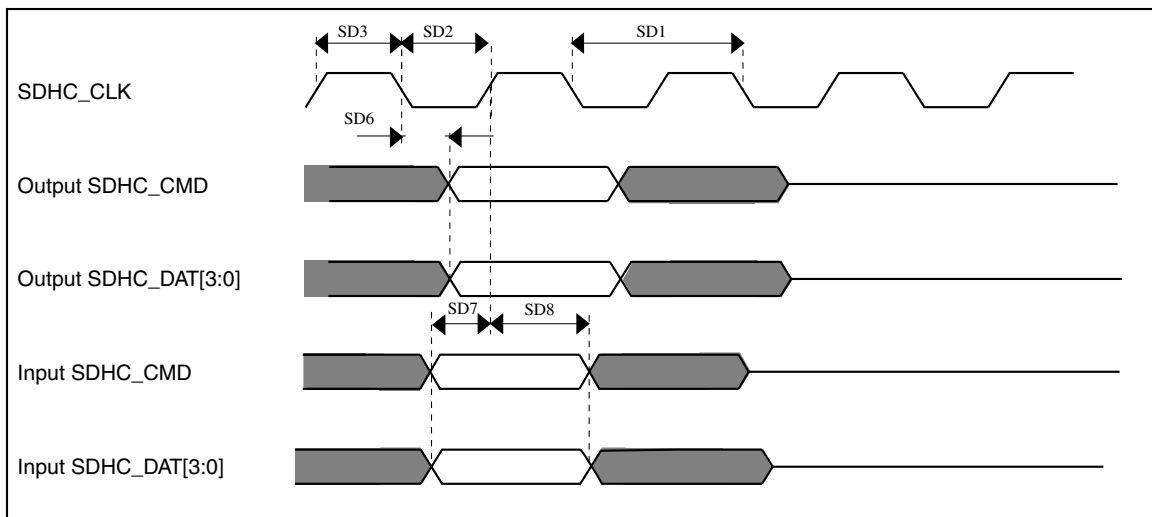 SD3 SD2 SD1
SDHC_CLK
SD6
Output SDHC_CMD
Output SDHC_DAT[3:0]
SD7 SD8
Input SDHC_CMD
Input SDHC_DAT[3:0]